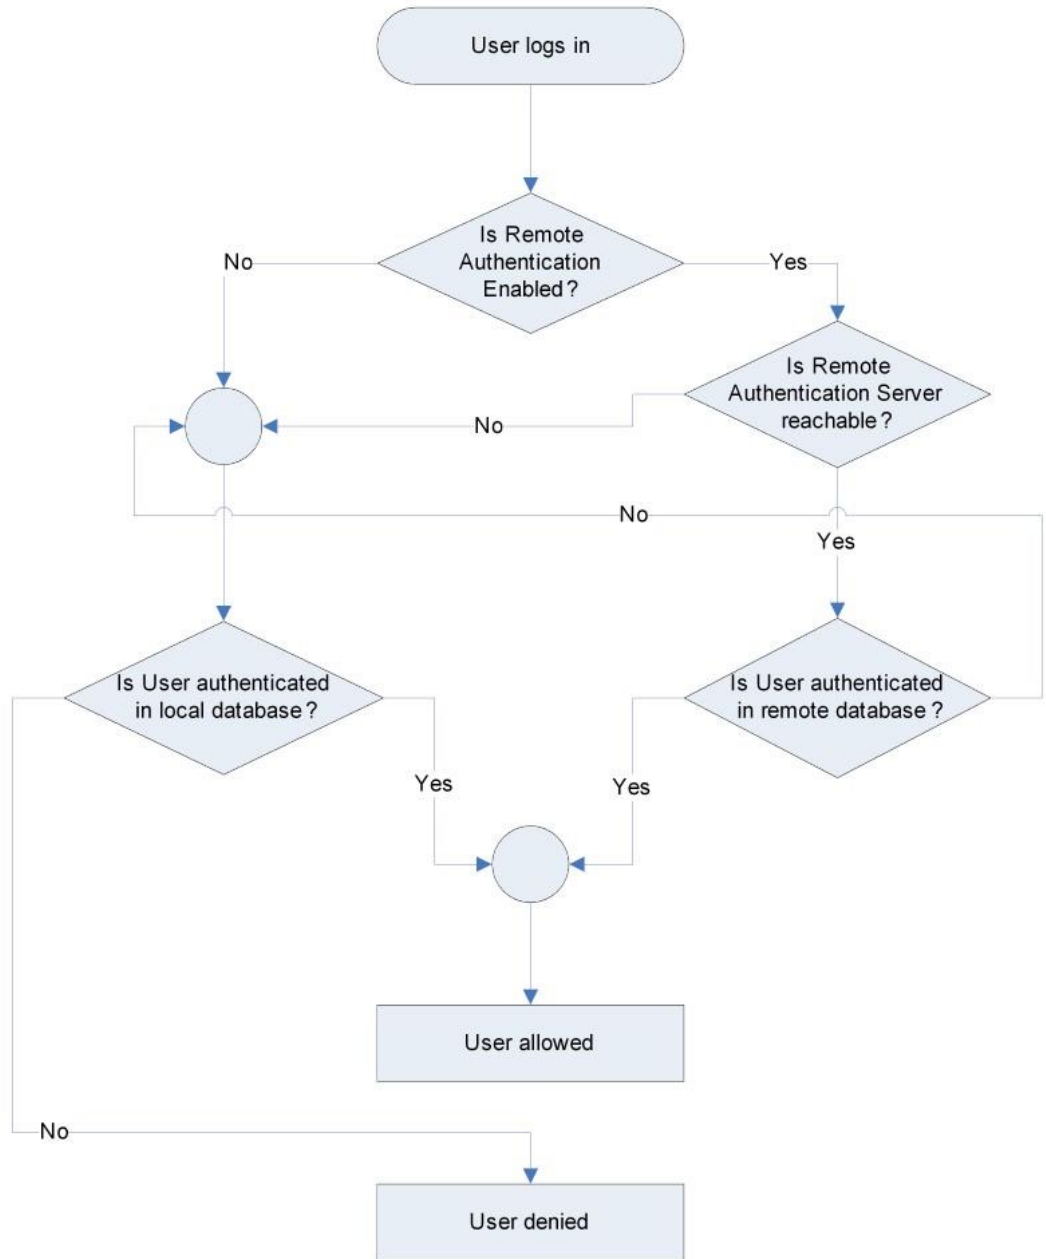 User logs in
Is Remote
Authentication
Enabled?
No
Yes
Is Remote
Authentication Server
reachable?
No
No
Yes
Is User authenticated
in local database?
Is User authenticated
in remote database?
Yes
Yes
User allowed
No
User denied